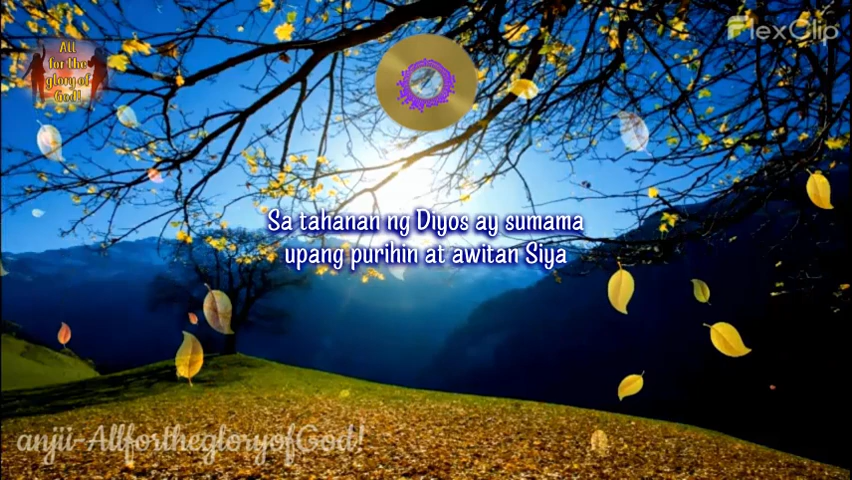 All
for the
glory of
God!
FlexClip
Sa tahanan ng Diyos ay sumama
upang purihin at awitan Siya
anjii-AllforthegloryofGod!